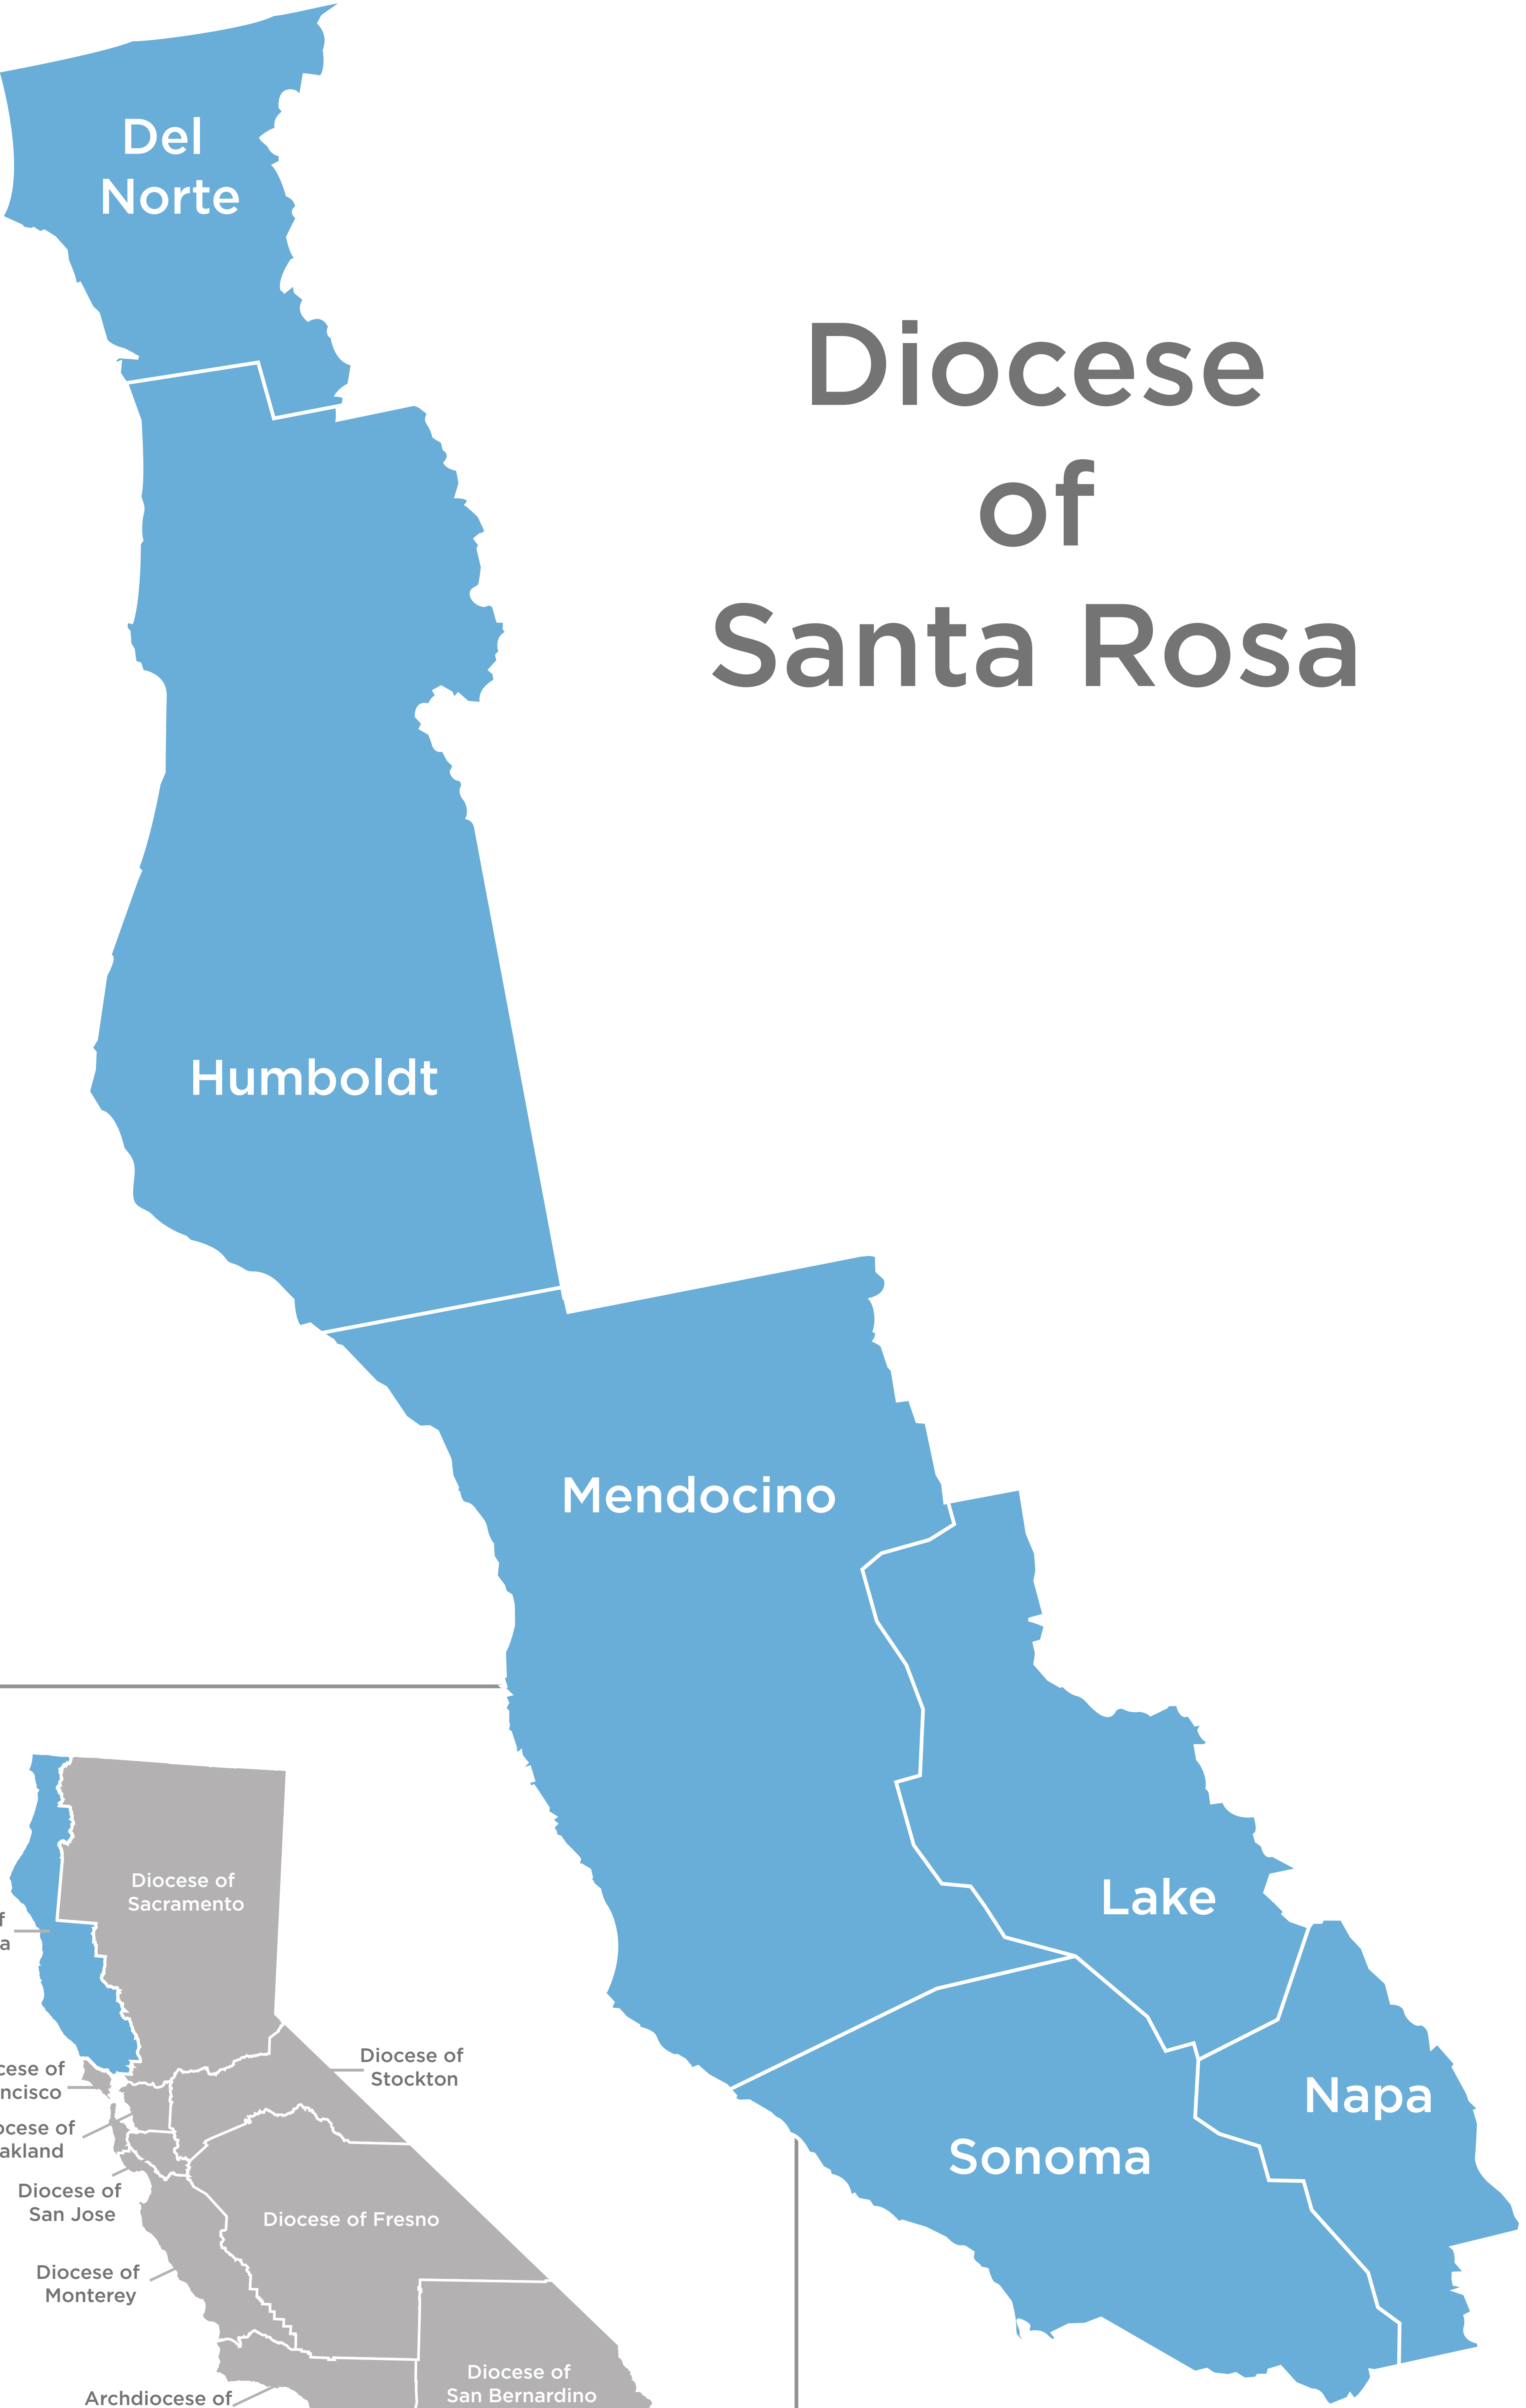 Del
Norte
Diocese
of
Santa Rosa
Humboldt
Mendocino
Lake
Napa
Sonoma
Diocese of
Sacramento
Diocese of
Stockton
Diocese of
San Jose
Diocese of Fresno
Diocese of
Monterey
Diocese of
San Bernardino
Archdiocese of